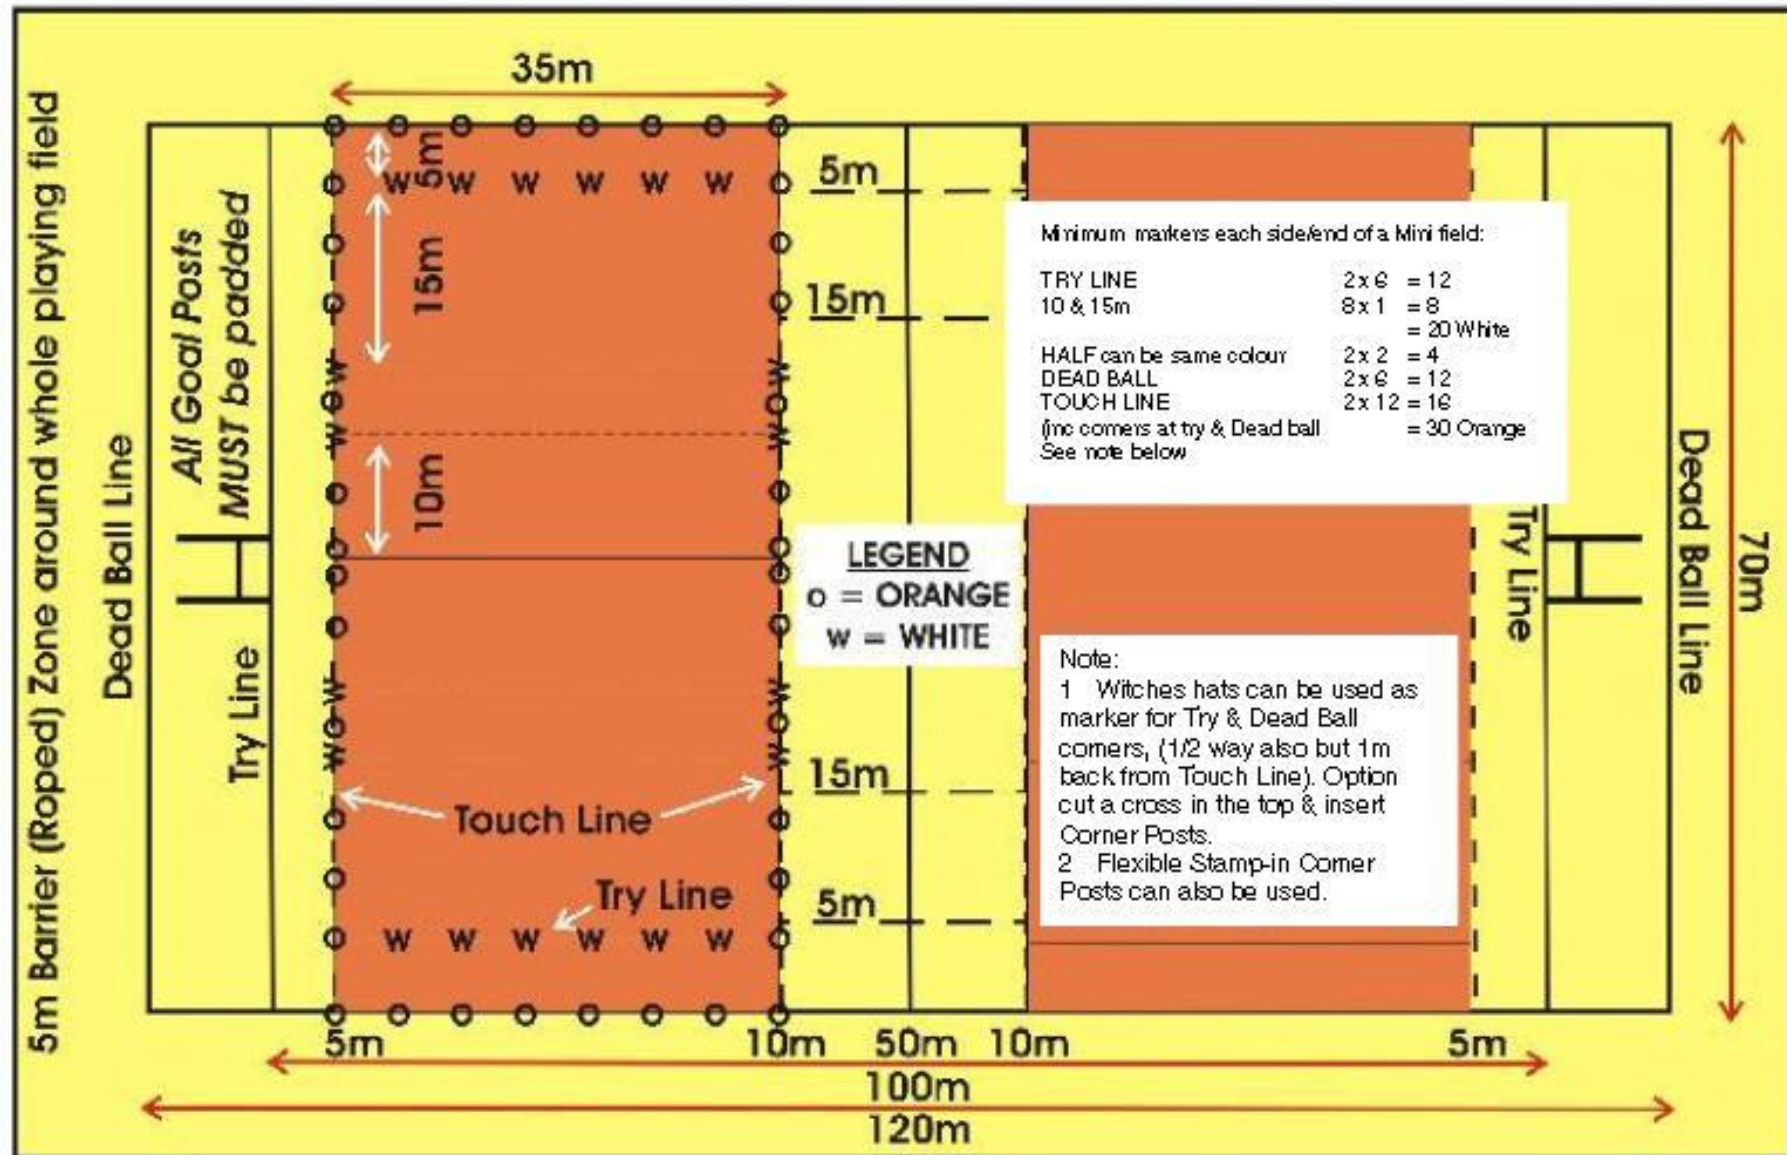 35m
5m Barrier (Roped) Zone around whole playing field
Dead Ball Line
All Goal Posts
MUST be padded
Try Line
o o o o o o o o
5m
w w w w w w
15m
10m
Touch Line
Try Line
w w w w w w
o o o o o o o o
5m
15m
LEGEND
o = ORANGE
w = WHITE
15m
5m
Minimum markers each side/end of a Mini field:
TRY LINE 2 x 6 = 12
10 & 15m 8 x 1 = 8
= 20 White
HALF can be same colour 2 x 2 = 4
DEAD BALL 2 x 6 = 12
TOUCH LINE 2 x 12 = 16
(inc corners at try & Dead ball = 30 Orange
See note below
Note:
1 Witches hats can be used as
marker for Try & Dead Ball
corners, (1/2 way also but 1m
back from Touch Line). Option
cut a cross in the top & insert
Corner Posts.
2 Flexible Stamp-in Corner
Posts can also be used.
Try Line
Dead Ball Line
70m
5m 10m 50m 10m 5m
100m
120m